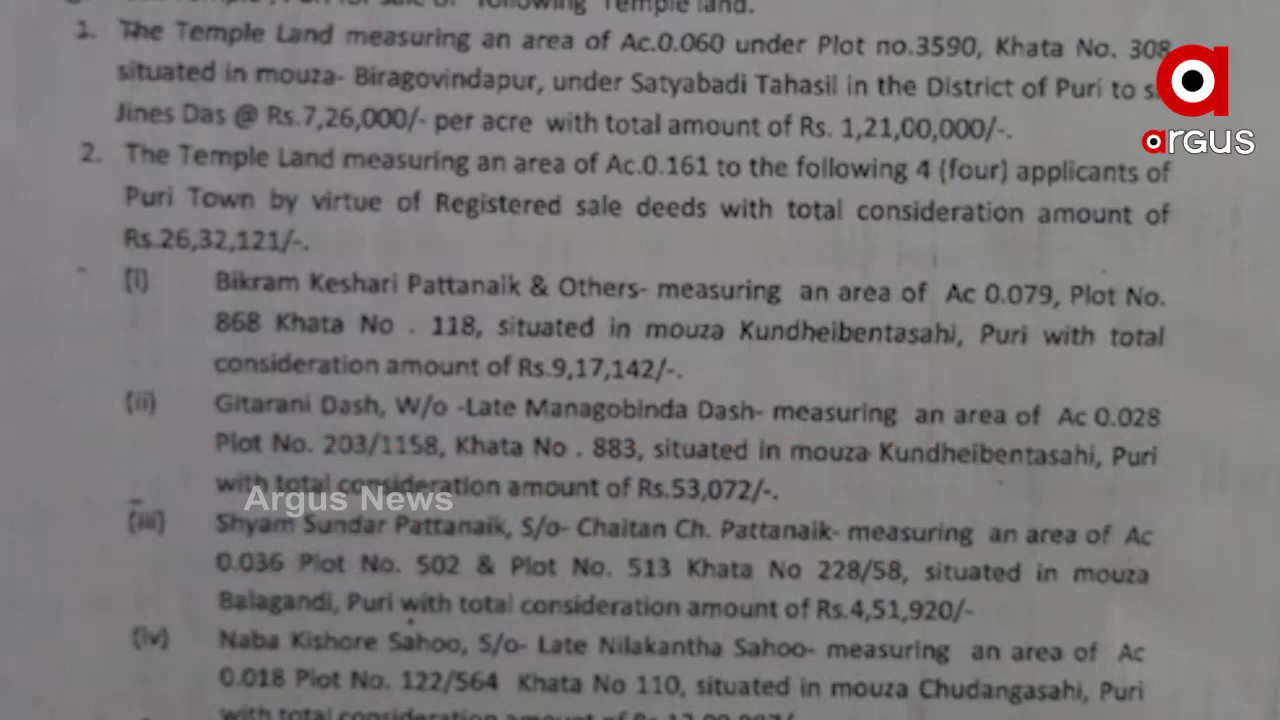 following Temple land.
1. The Temple Land measuring an area of Ac.0.060 under Plot no.3590, Khata No. 308
situated in mouza- Biragovindapur, under Satyabadi Tahasil in the District of Puri to
Jines Das @ Rs.7,26,000/- per acre with total amount of Rs. 1,21,00,000/-.
2. The Temple Land measuring an area of Ac.0.161 to the following 4 (four) applicants of
Puri Town by virtue of Registered sale deeds with total consideration amount of
Rs.26,32,121/-.
(i) Bikram Keshari Pattanaik & Others- measuring an area of Ac 0.079, Plot No.
868 Khata No . 118, situated in mouza Kundheibentasahi, Puri with total
consideration amount of Rs.9,17,142/-.
(ii) Gitarani Dash, W/o -Late Managobinda Dash- measuring an area of Ac 0.028
Plot No. 203/1158, Khata No . 883, situated in mouza Kundheibentasahi, Puri
with total consideration amount of Rs.53,072/-.
(iii) Shyam Sundar Pattanaik, S/o- Chaitan Ch. Pattanaik- measuring an area of Ac
0.036 Plot No. 502 & Plot No. 513 Khata No 228/58, situated in mouza
Balagandi, Puri with total consideration amount of Rs.4,51,920/-
(iv) Naba Kishore Sahoo, S/o- Late Nilakantha Sahoo- measuring an area of Ac
0.018 Plot No. 122/564 Khata No 110, situated in mouza Chudangasahi, Puri
with total consideration amount of
argus
Argus News